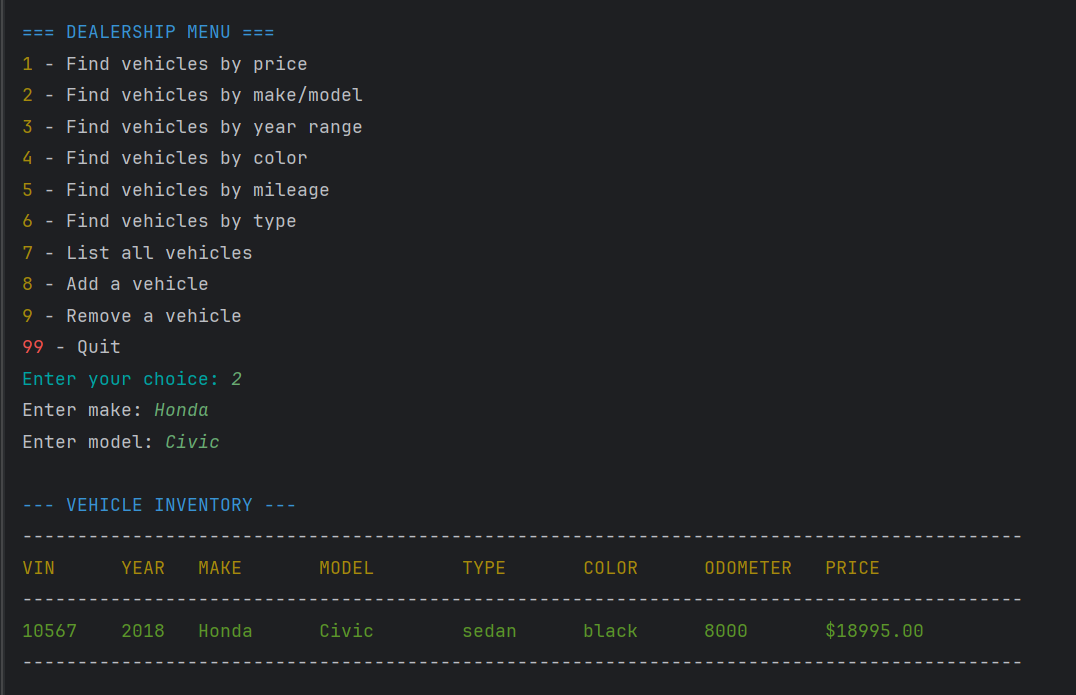 === DEALERSHIP MENU ===
1 - Find vehicles by price
2 - Find vehicles by make/model
3 - Find vehicles by year range
4 - Find vehicles by color
5 - Find vehicles by mileage
6 - Find vehicles by type
7 - List all vehicles
8 - Add a vehicle
9 - Remove a vehicle
99 - Quit
Enter your choice: 2
Enter make: Honda
Enter model: Civic
--- VEHICLE INVENTORY ---
-------------------------------------------------------------------------------------------
VIN      YEAR   MAKE       MODEL        TYPE       COLOR      ODOMETER   PRICE
-------------------------------------------------------------------------------------------
10567    2018   Honda      Civic        sedan      black      8000       $18995.00
-------------------------------------------------------------------------------------------